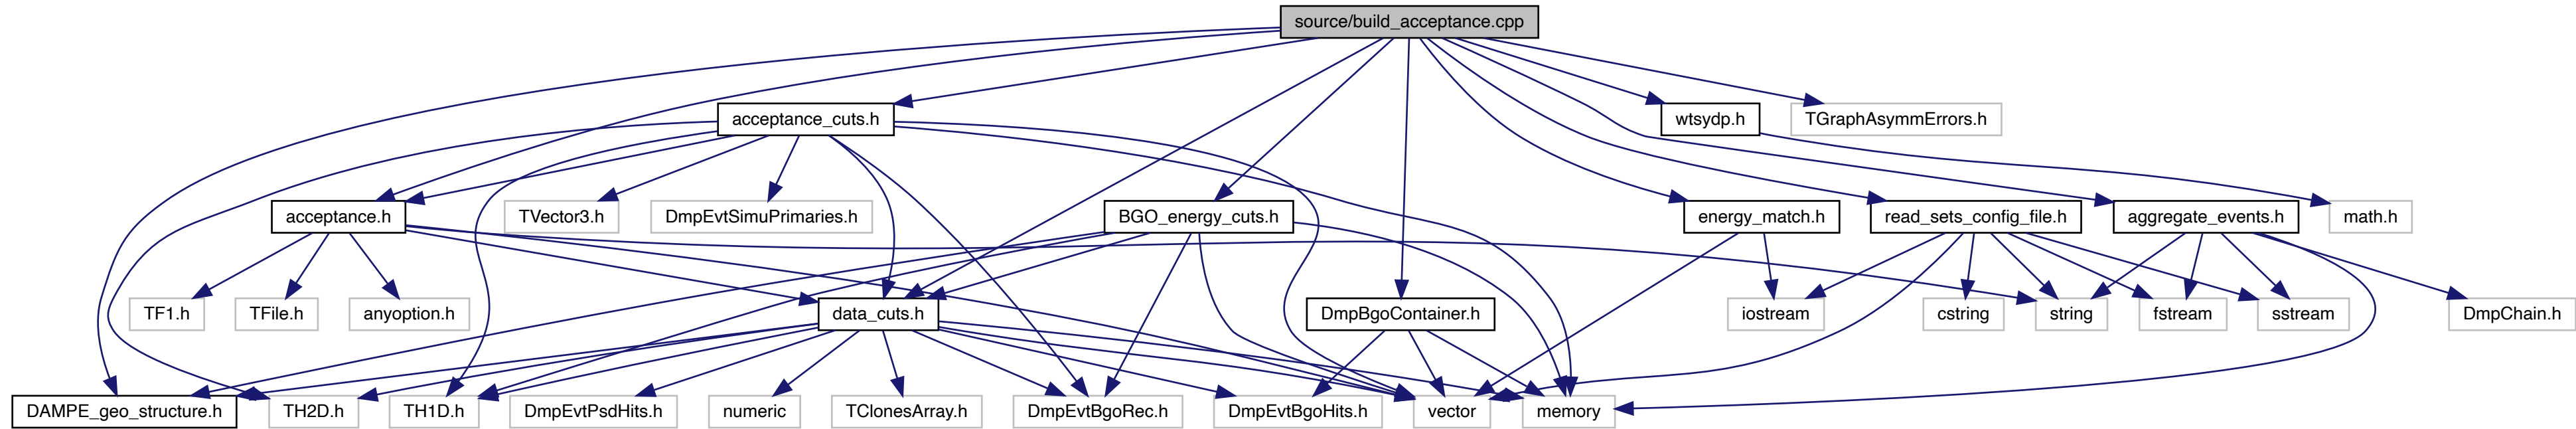 source/build_acceptance.cpp
acceptance_cuts.h
wtsydp.h
TGraphAsymmErrors.h
acceptance.h
TVector3.h
DmpEvtSimuPrimaries.h
BGO_energy_cuts.h
energy_match.h
read_sets_config_file.h
aggregate_events.h
math.h
TF1.h
TFile.h
anyoption.h
data_cuts.h
DmpBgoContainer.h
iostream
cstring
string
fstream
sstream
DmpChain.h
DAMPE_geo_structure.h
TH2D.h
TH1D.h
DmpEvtPsdHits.h
numeric
TClonesArray.h
DmpEvtBgoRec.h
DmpEvtBgoHits.h
vector
memory